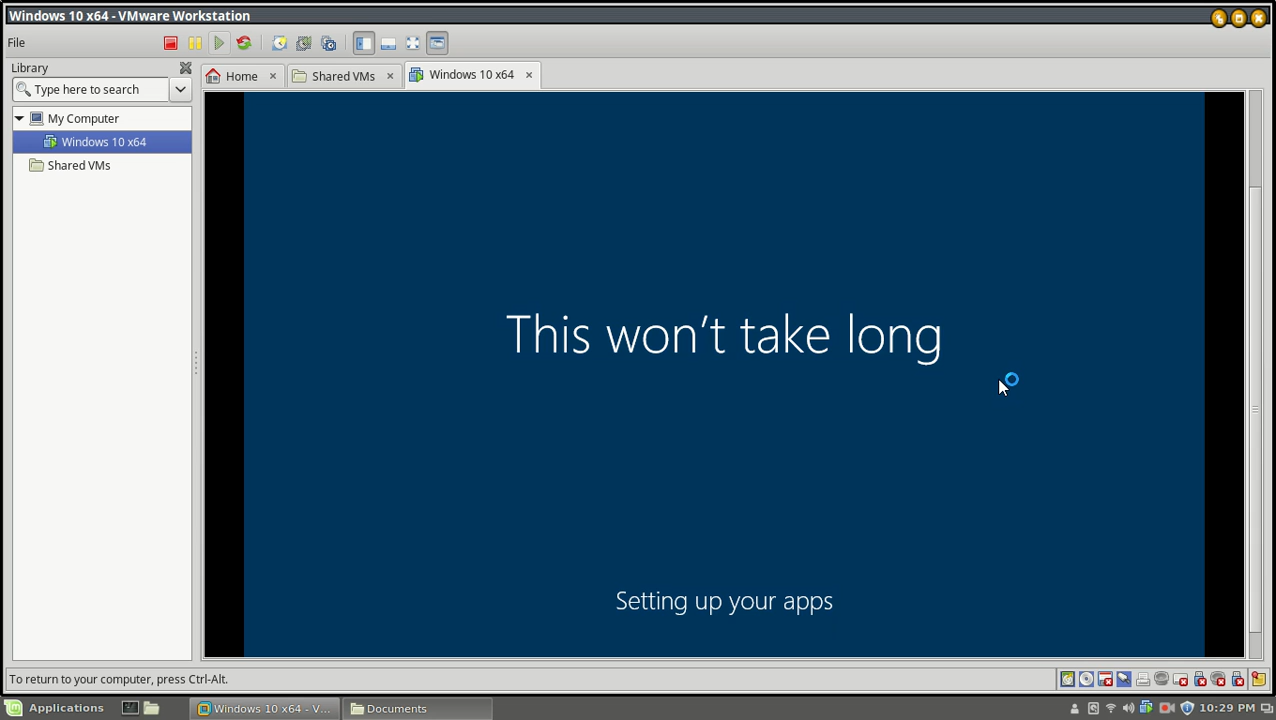 Windows 10 x64 - VMware Workstation
File
Library
Type here to search
My Computer
Windows 10 x64
Shared VMs
Home
Shared VMs
Windows 10 x64
This won't take long
Setting up your apps
To return to your computer, press Ctrl-Alt.
Applications
Windows 10 x64 - V...
Documents
10:29 PM